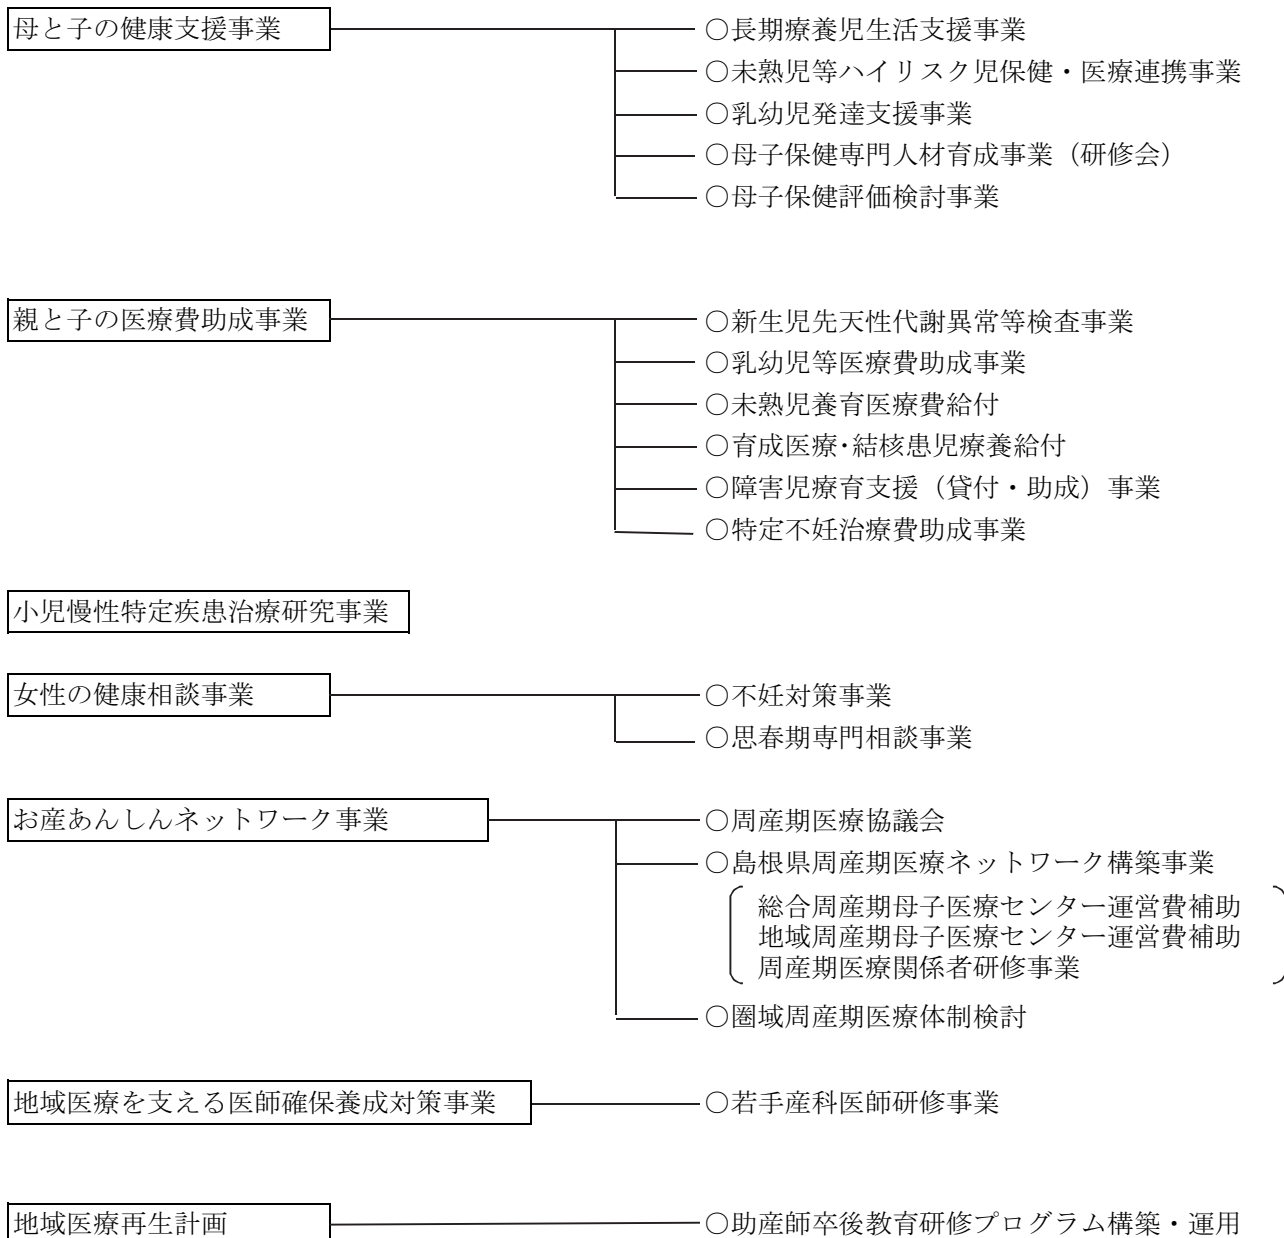 母と子の健康支援事業
○長期療養児生活支援事業
○未熟児等ハイリスク児保健・医療連携事業
○乳幼児発達支援事業
○母子保健専門人材育成事業（研修会）
○母子保健評価検討事業
親と子の医療費助成事業
○新生児先天性代謝異常等検査事業
○乳幼児等医療費助成事業
○未熟児養育医療費給付
○育成医療･結核患児療養給付
○障害児療育支援（貸付・助成）事業
○特定不妊治療費助成事業
小児慢性特定疾患治療研究事業
女性の健康相談事業
○不妊対策事業
○思春期専門相談事業
お産あんしんネットワーク事業
○周産期医療協議会
○島根県周産期医療ネットワーク構築事業
総合周産期母子医療センター運営費補助
地域周産期母子医療センター運営費補助
周産期医療関係者研修事業
○圏域周産期医療体制検討
地域医療を支える医師確保養成対策事業
○若手産科医師研修事業
地域医療再生計画
○助産師卒後教育研修プログラム構築・運用